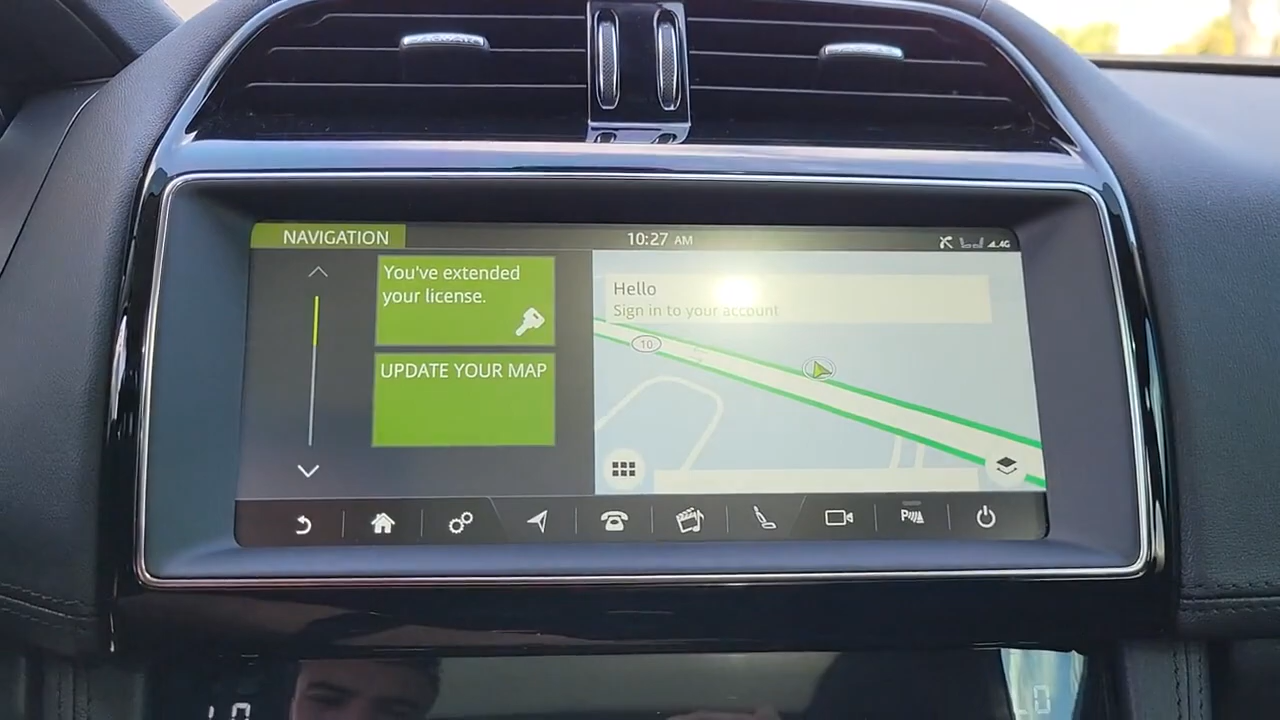 NAVIGATION
10:27 AM
4G
You've extended
your license.
UPDATE YOUR MAP
Hello
Sign in to your account
10
LO